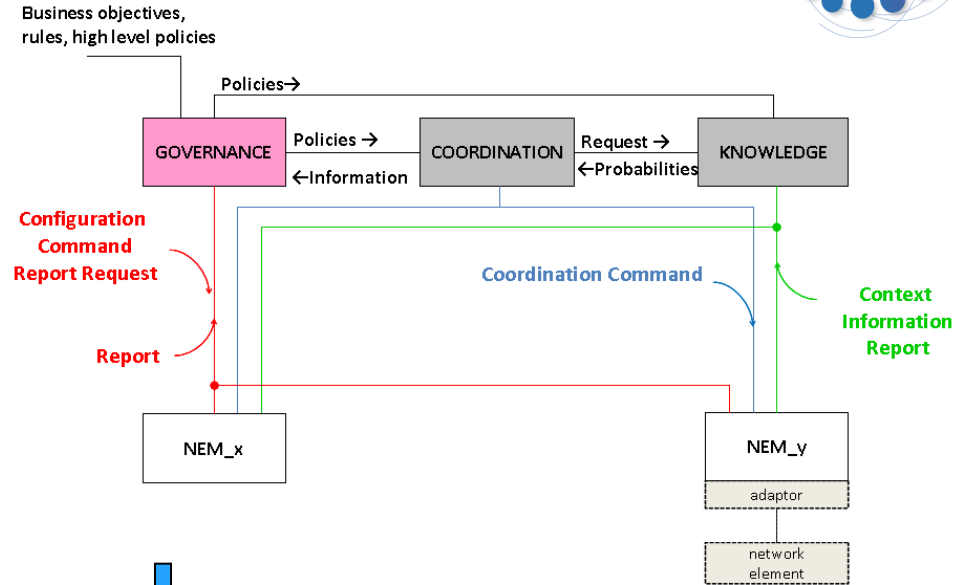 Business objectives,
rules, high level policies
Policies→
GOVERNANCE
Policies →
←Information
COORDINATION
Request →
←Probabilities
KNOWLEDGE
Configuration
Command
Report Request
Coordination Command
Context
Information
Report
Report
NEM_x
NEM_y
adaptor
network
element